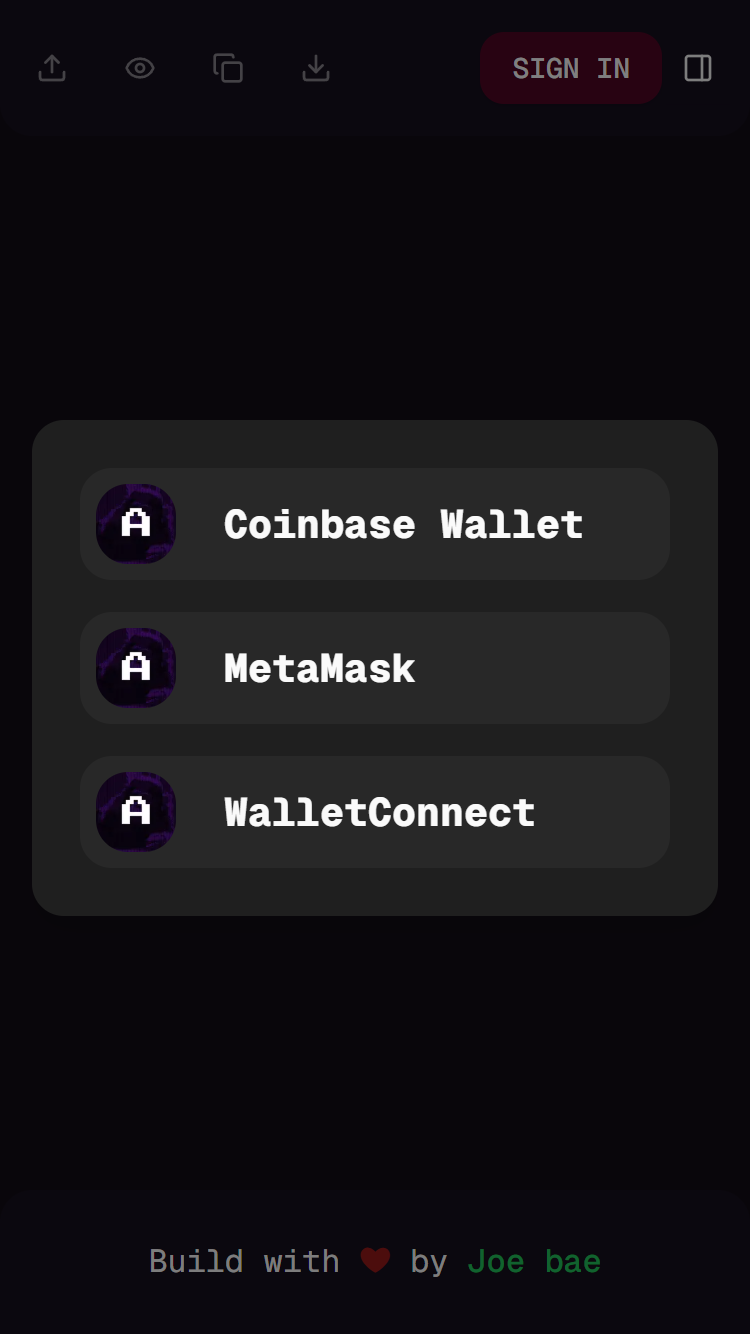 SIGN IN
A Coinbase Wallet
A MetaMask
A WalletConnect
Build with ❤ by Joe bae